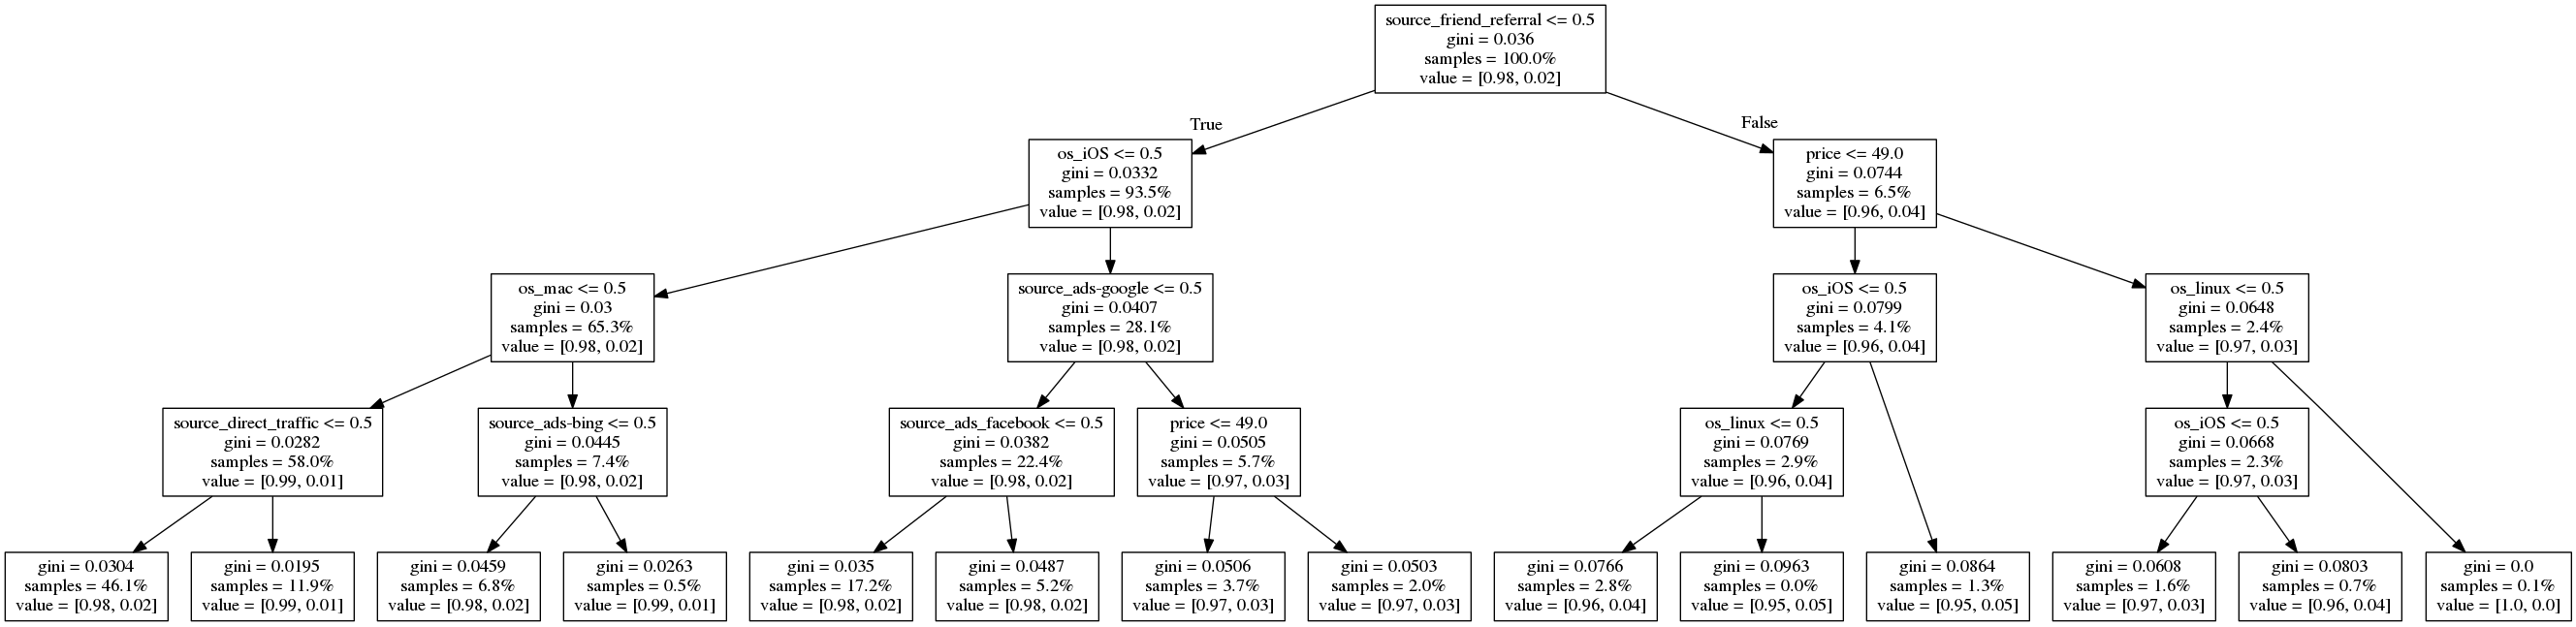 source_friend_referral <= 0.5
gini = 0.036
samples = 100.0%
value = [0.98, 0.02]
True
False
os_iOS <= 0.5
gini = 0.0332
samples = 93.5%
value = [0.98, 0.02]
price <= 49.0
gini = 0.0744
samples = 6.5%
value = [0.96, 0.04]
os_mac <= 0.5
gini = 0.03
samples = 65.3%
value = [0.98, 0.02]
source_ads-google <= 0.5
gini = 0.0407
samples = 28.1%
value = [0.98, 0.02]
os_iOS <= 0.5
gini = 0.0799
samples = 4.1%
value = [0.96, 0.04]
os_linux <= 0.5
gini = 0.0648
samples = 2.4%
value = [0.97, 0.03]
source_direct_traffic <= 0.5
gini = 0.0282
samples = 58.0%
value = [0.99, 0.01]
source_ads-bing <= 0.5
gini = 0.0445
samples = 7.4%
value = [0.98, 0.02]
source_ads_facebook <= 0.5
gini = 0.0382
samples = 22.4%
value = [0.98, 0.02]
price <= 49.0
gini = 0.0505
samples = 5.7%
value = [0.97, 0.03]
os_linux <= 0.5
gini = 0.0769
samples = 2.9%
value = [0.96, 0.04]
os_iOS <= 0.5
gini = 0.0668
samples = 2.3%
value = [0.97, 0.03]
gini = 0.0304
samples = 46.1%
value = [0.98, 0.02]
gini = 0.0195
samples = 11.9%
value = [0.99, 0.01]
gini = 0.0459
samples = 6.8%
value = [0.98, 0.02]
gini = 0.0263
samples = 0.5%
value = [0.99, 0.01]
gini = 0.035
samples = 17.2%
value = [0.98, 0.02]
gini = 0.0487
samples = 5.2%
value = [0.98, 0.02]
gini = 0.0506
samples = 3.7%
value = [0.97, 0.03]
gini = 0.0503
samples = 2.0%
value = [0.97, 0.03]
gini = 0.0766
samples = 2.8%
value = [0.96, 0.04]
gini = 0.0963
samples = 0.0%
value = [0.95, 0.05]
gini = 0.0864
samples = 1.3%
value = [0.95, 0.05]
gini = 0.0608
samples = 1.6%
value = [0.97, 0.03]
gini = 0.0803
samples = 0.7%
value = [0.96, 0.04]
gini = 0.0
samples = 0.1%
value = [1.0, 0.0]